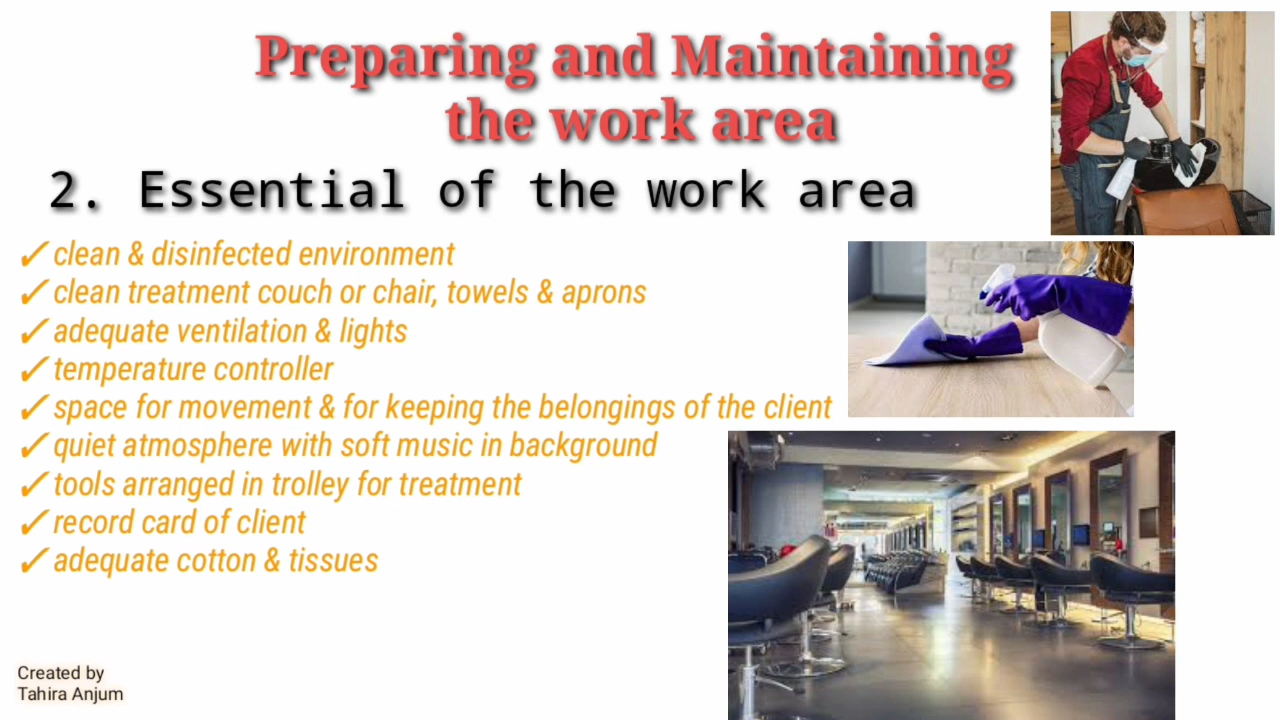 Preparing and Maintaining
the work area
2. Essential of the work area
✓ clean & disinfected environment
✓ clean treatment couch or chair, towels & aprons
✓ adequate ventilation & lights
✓ temperature controller
✓ space for movement & for keeping the belongings of the client
✓ quiet atmosphere with soft music in background
✓ tools arranged in trolley for treatment
✓ record card of client
✓ adequate cotton & tissues
Created by
Tahira Anjum